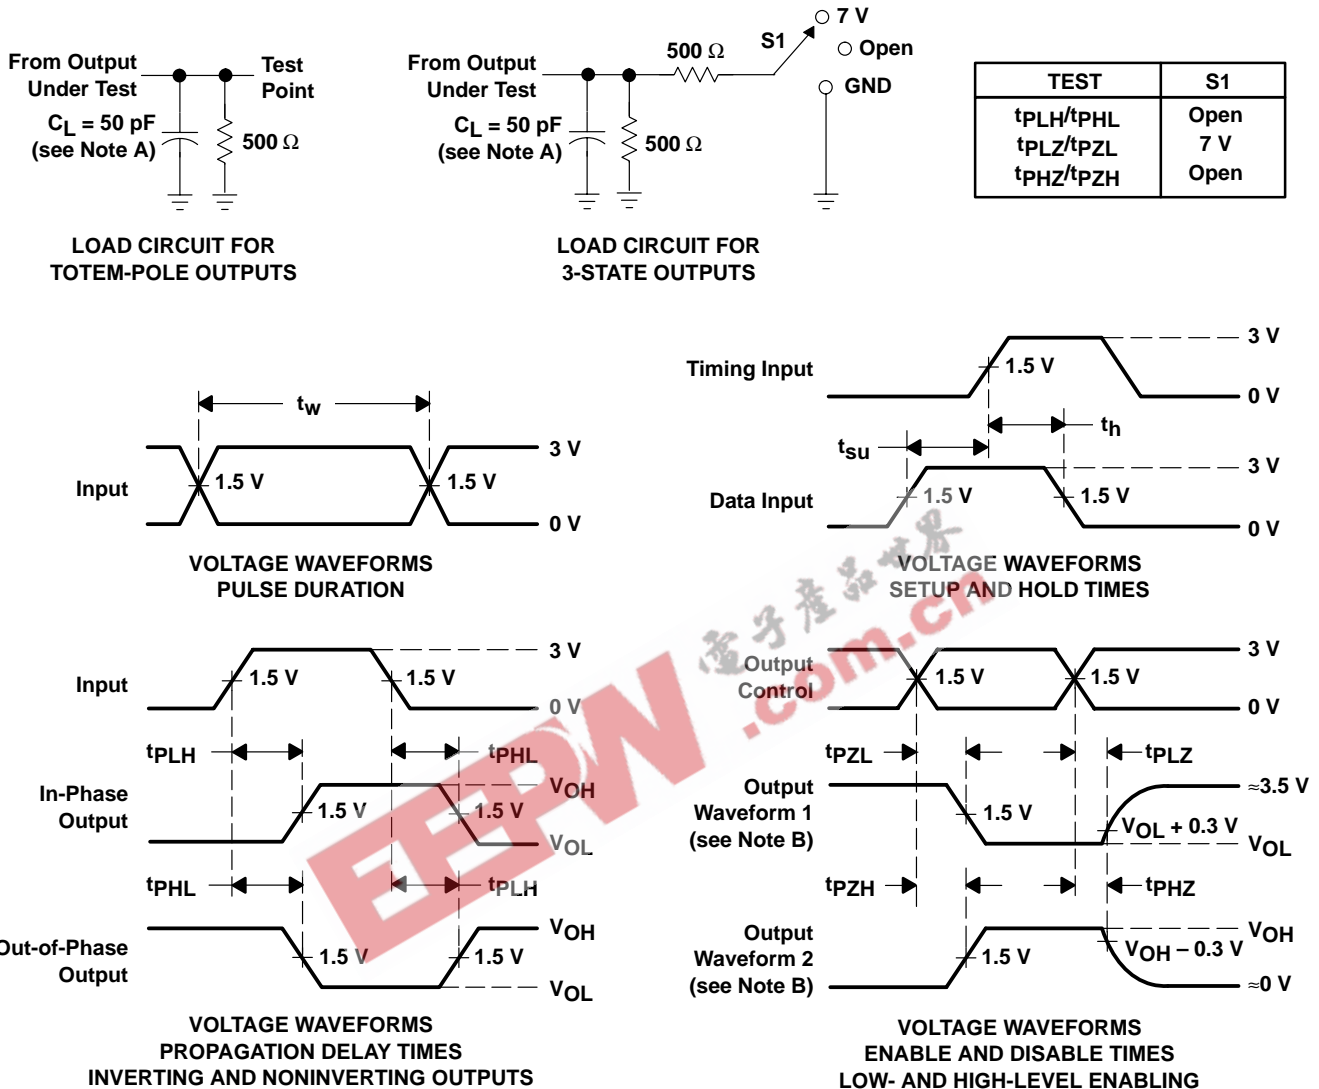 From Output
Under Test
Test
Point
CL = 50 pF
(see Note A)
500 Ω
LOAD CIRCUIT FOR
TOTEM-POLE OUTPUTS
From Output
Under Test
500 Ω
S1
7 V
Open
GND
CL = 50 pF
(see Note A)
500 Ω
LOAD CIRCUIT FOR
3-STATE OUTPUTS
TEST S1
tPLH/tPHL Open
tPLZ/tPZL 7 V
tPHZ/tPZH Open
tw
Input
1.5 V
1.5 V
3 V
0 V
VOLTAGE WAVEFORMS
PULSE DURATION
Timing Input
1.5 V
3 V
0 V
tsu
th
Data Input
1.5 V
1.5 V
3 V
0 V
VOLTAGE WAVEFORMS
SETUP AND HOLD TIMES
Input
1.5 V
1.5 V
3 V
0 V
tPLH
tPHL
In-Phase
Output
1.5 V
1.5 V
VOH
VOL
tPHL
tPLH
Out-of-Phase
Output
1.5 V
1.5 V
VOH
VOL
VOLTAGE WAVEFORMS
PROPAGATION DELAY TIMES
INVERTING AND NONINVERTING OUTPUTS
Output
Control
1.5 V
1.5 V
3 V
0 V
tPZL
tPLZ
Output
Waveform 1
(see Note B)
1.5 V
VOL + 0.3 V
≈3.5 V
VOL
tPZH
tPHZ
Output
Waveform 2
(see Note B)
1.5 V
VOH – 0.3 V
VOH
≈0 V
VOLTAGE WAVEFORMS
ENABLE AND DISABLE TIMES
LOW- AND HIGH-LEVEL ENABLING
EEPW
電子產品世界
.com.cn